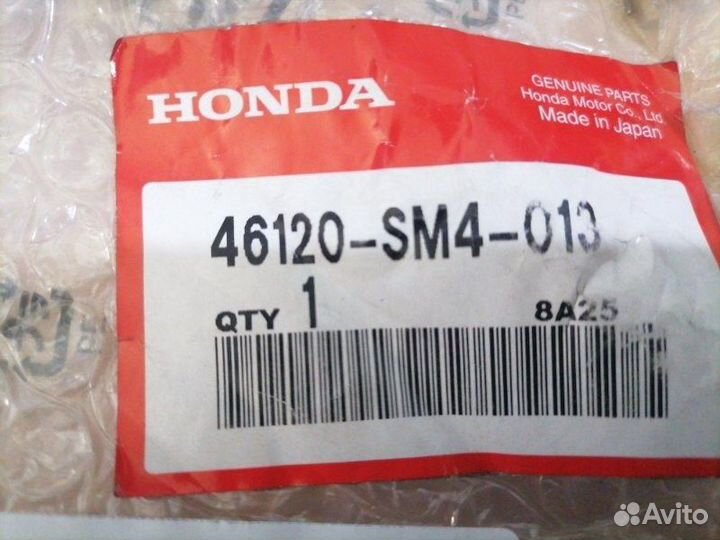 HONDA
GENUINE PARTS
Honda Motor Co., Ltd
Made in Japan
46120-SM4-013
QTY 1
8A25
Avito